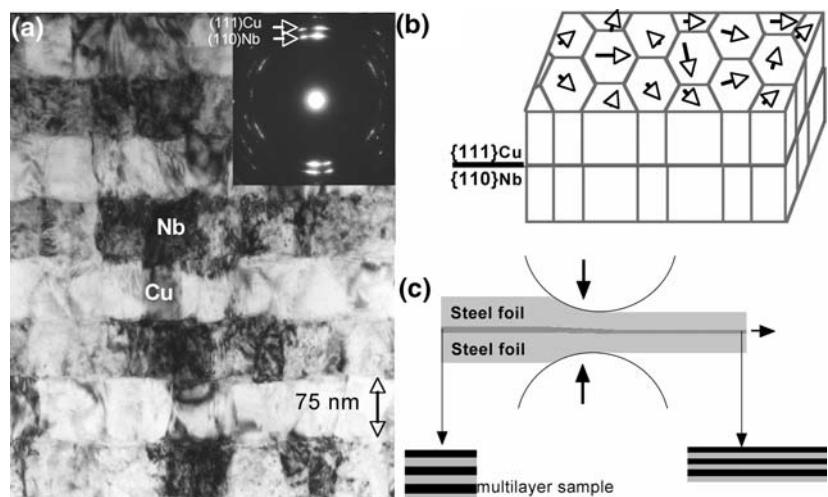 (a)
(111)Cu
(110)Nb
Nb
Cu
75 nm
(b)
{111}Cu
{110}Nb
(c)
Steel foil
Steel foil
multilayer sample